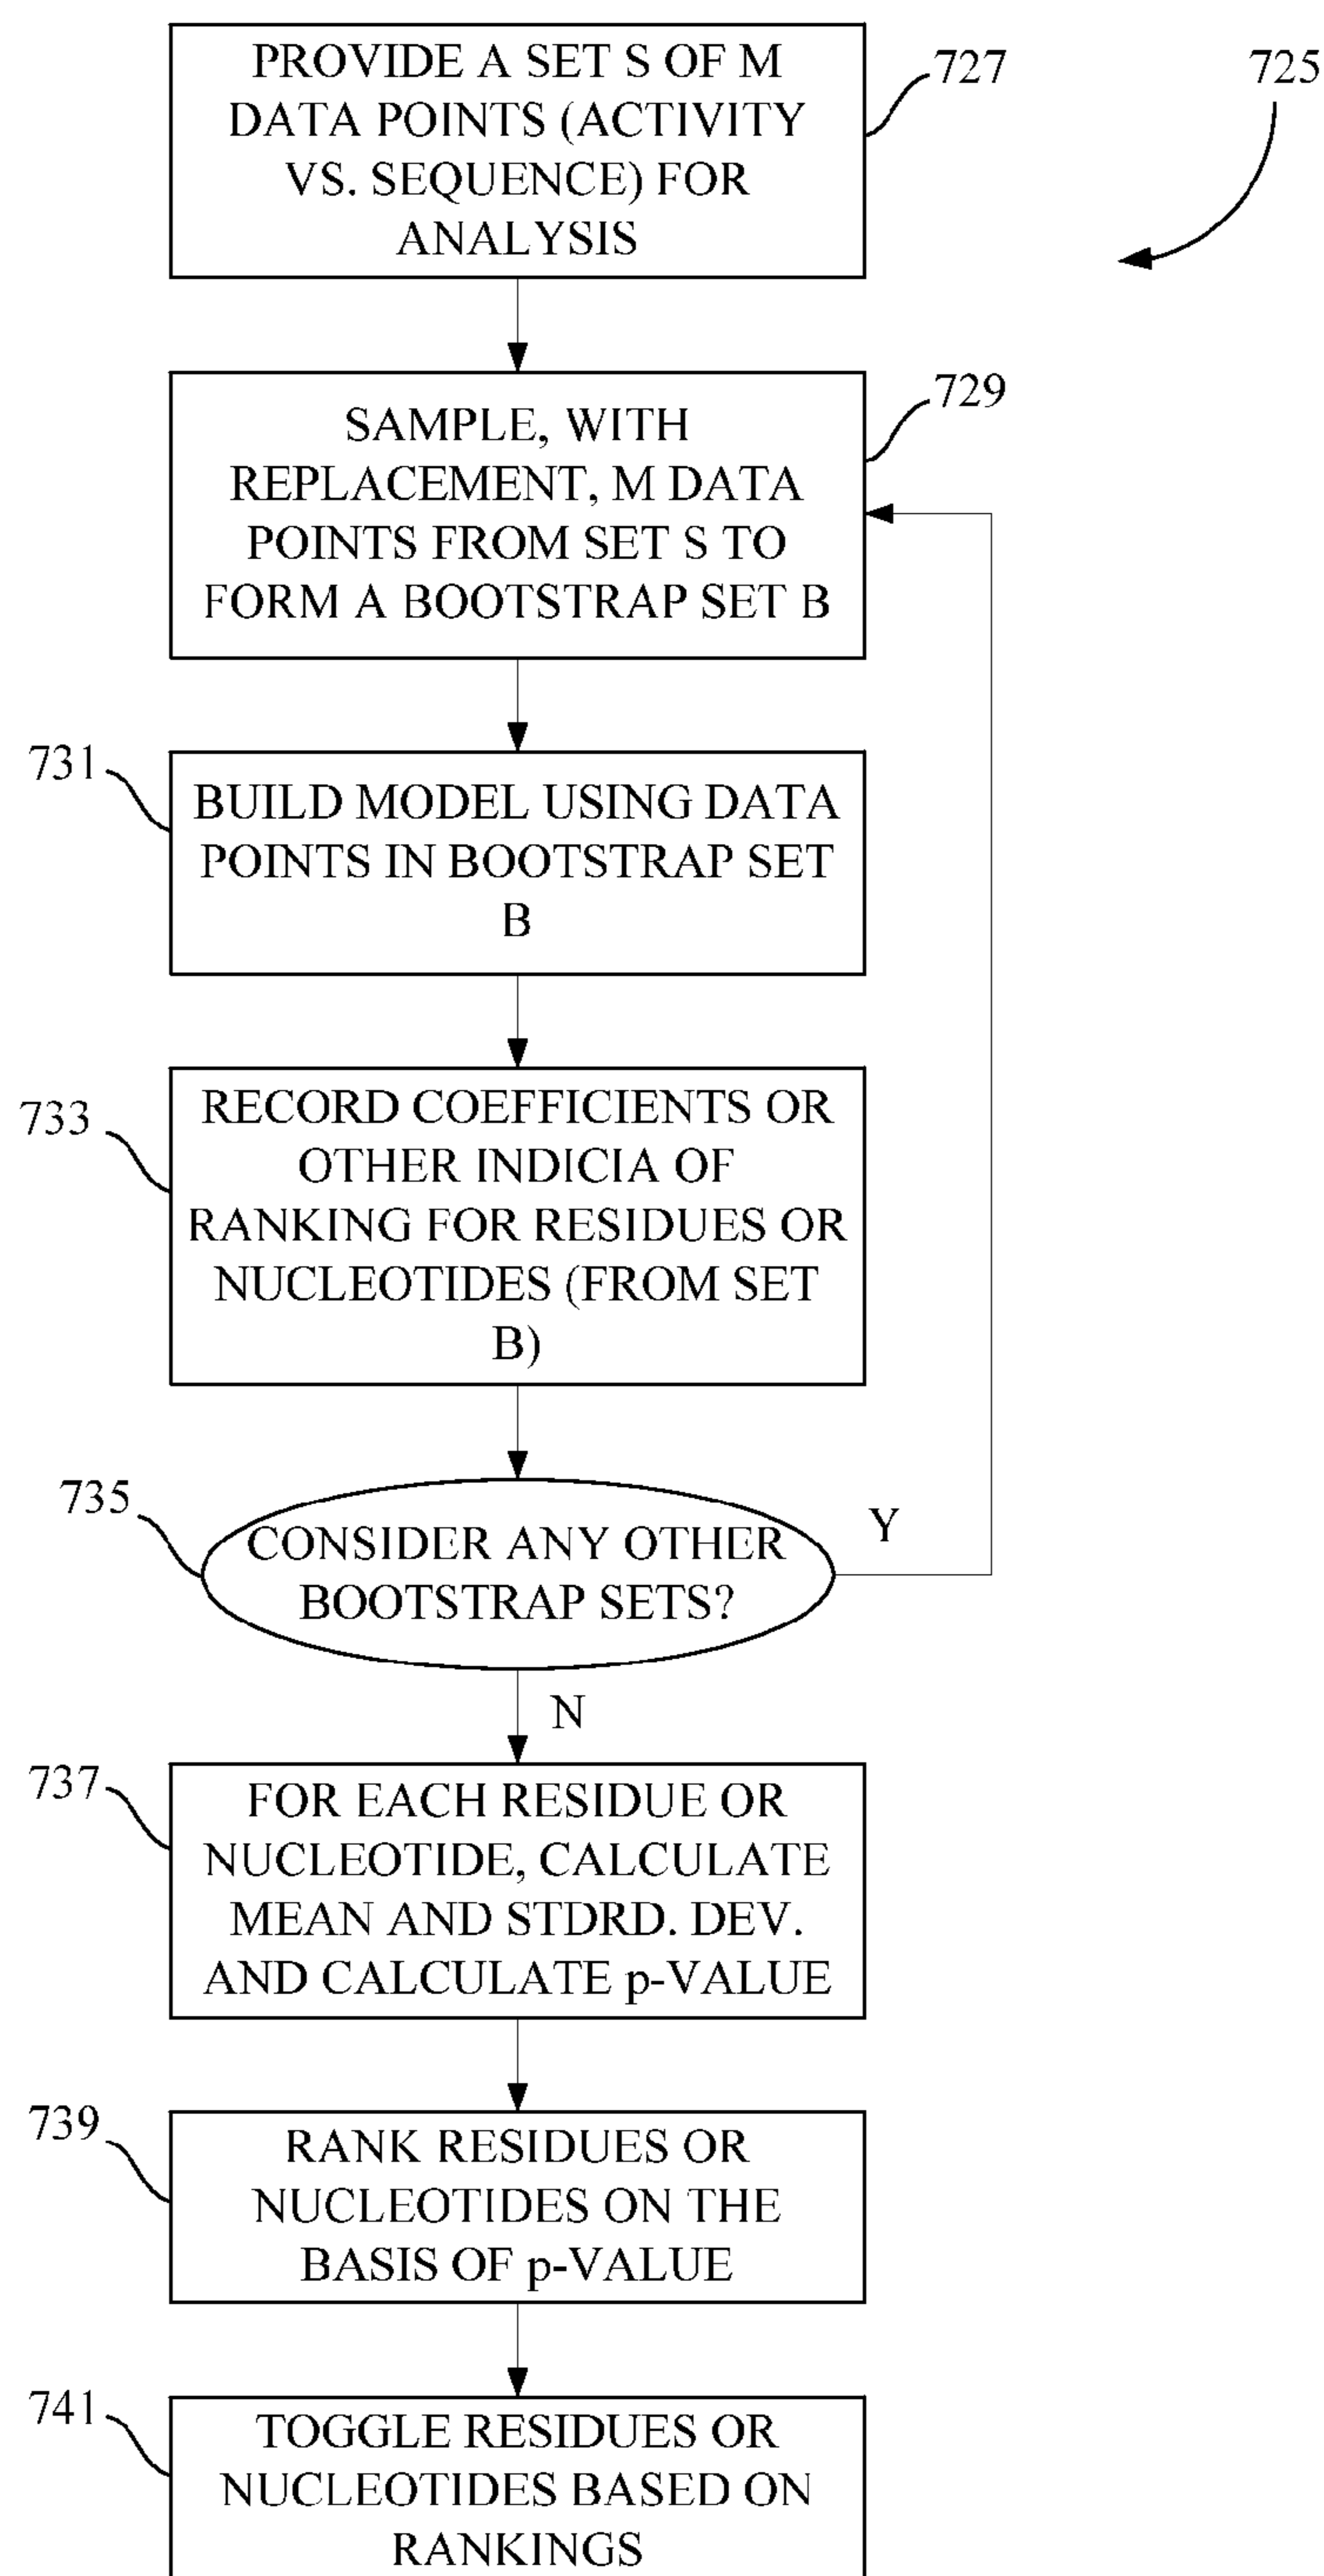 PROVIDE A SET S OF M
DATA POINTS (ACTIVITY
VS. SEQUENCE) FOR
ANALYSIS
727
725
SAMPLE, WITH
REPLACEMENT, M DATA
POINTS FROM SET S TO
FORM A BOOTSTRAP SET B
729
731
BUILD MODEL USING DATA
POINTS IN BOOTSTRAP SET
B
733
RECORD COEFFICIENTS OR
OTHER INDICIA OF
RANKING FOR RESIDUES OR
NUCLEOTIDES (FROM SET
B)
735
CONSIDER ANY OTHER
BOOTSTRAP SETS?
Y
N
737
FOR EACH RESIDUE OR
NUCLEOTIDE, CALCULATE
MEAN AND STDRD. DEV.
AND CALCULATE p-VALUE
739
RANK RESIDUES OR
NUCLEOTIDES ON THE
BASIS OF p-VALUE
741
TOGGLE RESIDUES OR
NUCLEOTIDES BASED ON
RANKINGS